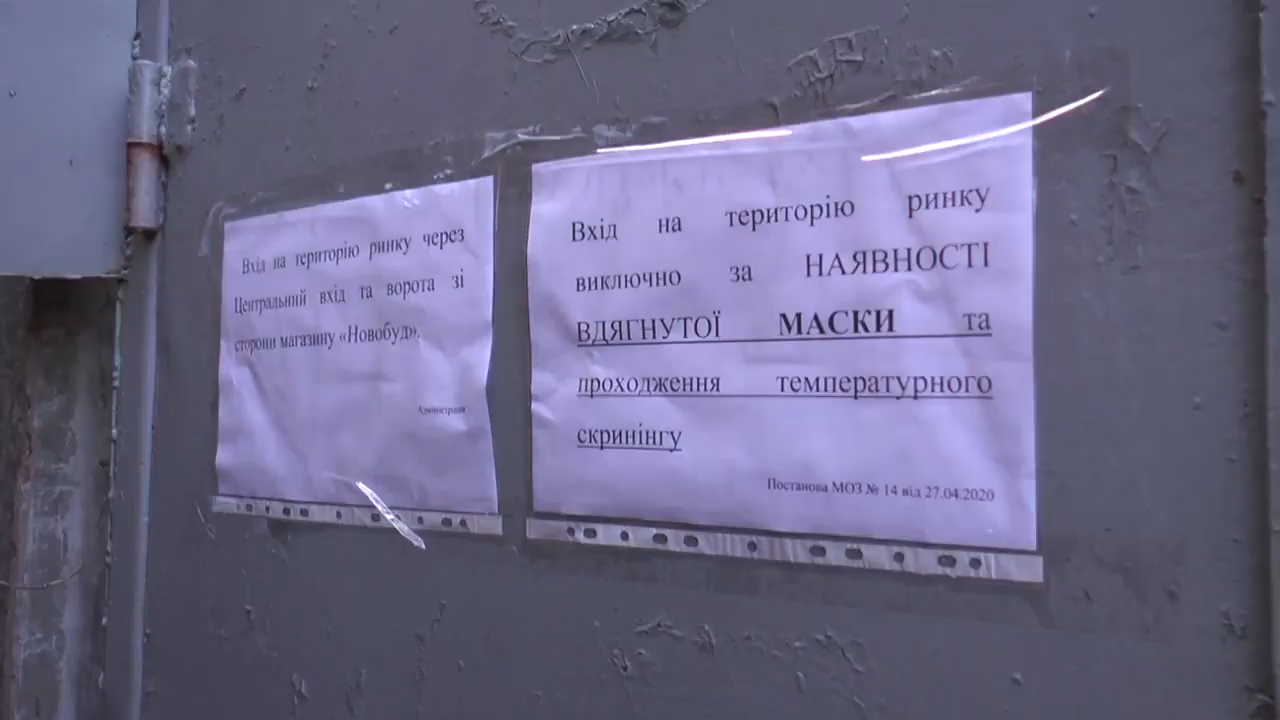 Вхід на територію ринку через
Центральний вхід та ворота зі
сторони магазину «Новобуд».
Адміністрація
Вхід на територію ринку
виключно за НАЯВНОСТІ
ВДЯГНУТОЇ МАСКИ та
проходження температурного
скринінгу
Постанова МОЗ № 14 від 27.04.2020